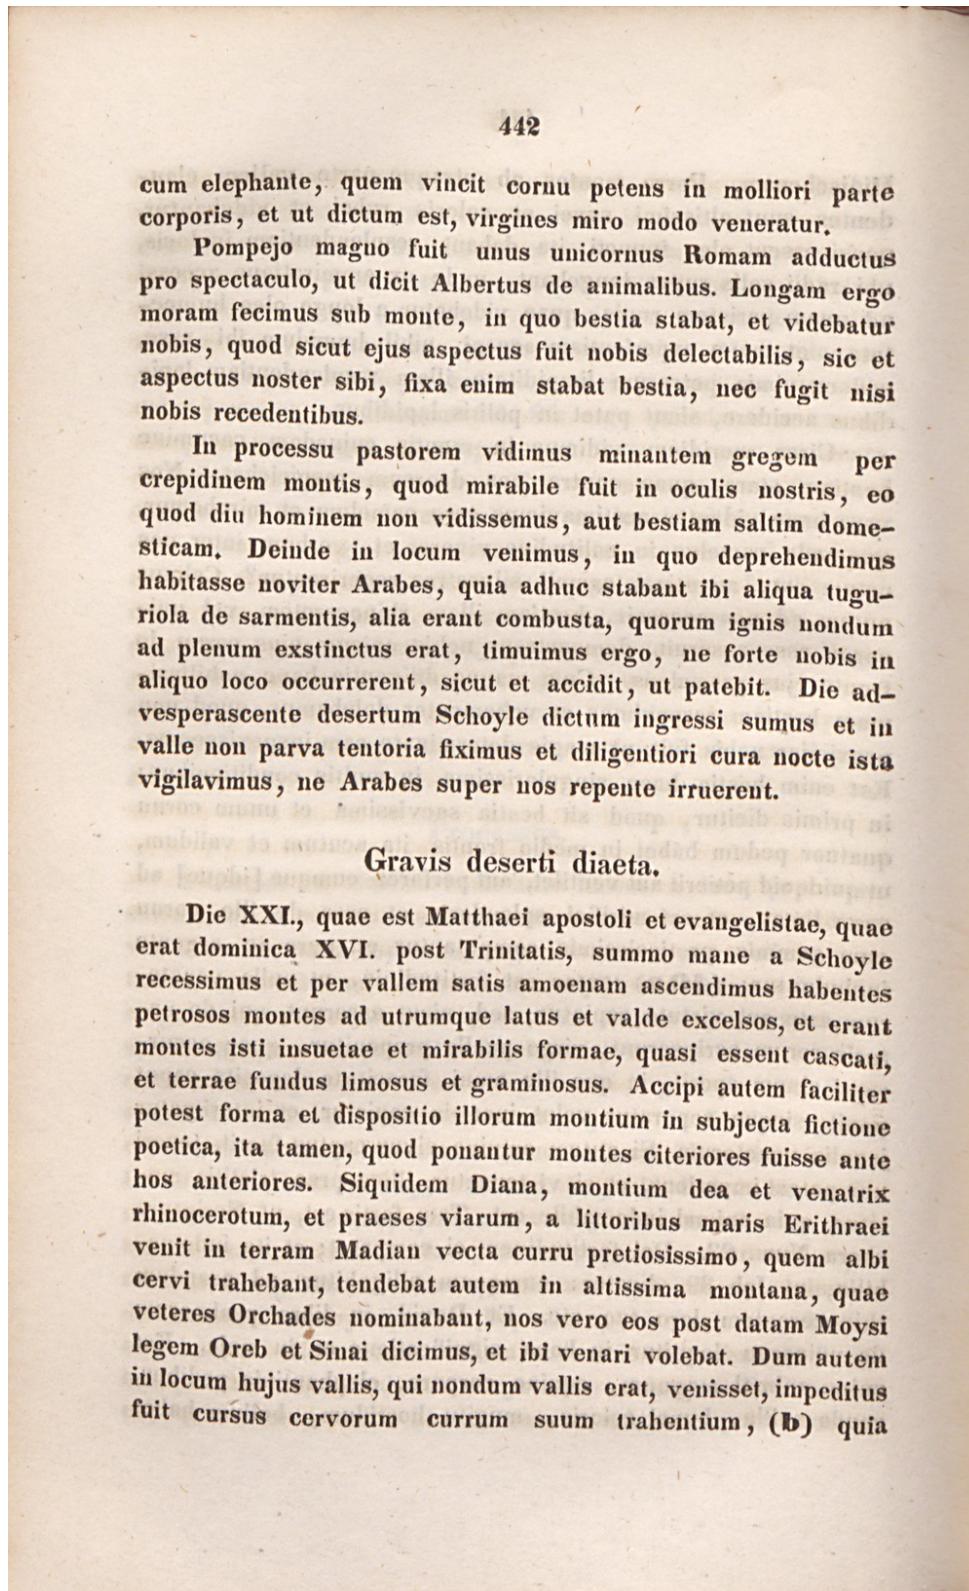 442
cum elephante, quem vincit cornu petens in molliori parte
corporis, et ut dictum est, virgines miro modo veneratur.
Pompejo magno fuit unus unicornus Romam adductus
pro spectaculo, ut dicit Albertus de animalibus. Longam ergo
moram fecimus sub monte, in quo bestia stabat, et videbatur
nobis, quod sicut ejus aspectus fuit nobis delectabilis, sic et
aspectus noster sibi, fixa enim stabat bestia, nec fugit nisi
nobis recedentibus.
In processu pastorem vidimus minantem gregem per
crepidinem montis, quod mirabile fuit in oculis nostris, eo
quod diu hominem non vidissemus, aut bestiam saltim dome-
sticam. Deinde in locum venimus, in quo deprehendimus
habitasse noviter Arabes, quia adhuc stabant ibi aliqua tugu-
riola de sarmentis, alia erant combusta, quorum ignis nondum
ad plenum exstinctus erat, timuimus ergo, ne forte nobis in
aliquo loco occurrerent, sicut et accidit, ut patebit. Die ad-
vesperascente desertum Schoyle dictum ingressi sumus et in
valle non parva tentoria fiximus et diligentiori cura nocte ista
vigilavimus, ne Arabes super nos repente irruerent.
Gravis deserti diaeta.
Die XXI., quae est Matthaei apostoli et evangelistae, quae
erat dominica XVI. post Trinitatis, summo mane a Schoyle
recessimus et per vallem satis amoenam ascendimus habentes
petrosos montes ad utrumque latus et valde excelsos, et erant
montes isti insuetae et mirabilis formae, quasi essent cascati,
et terrae fundus limosus et graminosus. Accipi autem faciliter
potest forma et dispositio illorum montium in subjecta fictione
poetica, ita tamen, quod ponantur montes citeriores fuisse ante
hos anteriores. Siquidem Diana, montium dea et venatrix
rhinocerotum, et praeses viarum, a littoribus maris Erithraei
venit in terram Madian vecta curru pretiosissimo, quem albi
cervi trahebant, tendebat autem in altissima montana, quae
veteres Orchades nominabant, nos vero eos post datam Moysi
legem Oreb et Sinai dicimus, et ibi venari volebat. Dum autem
in locum hujus vallis, qui nondum vallis erat, venisset, impeditus
fuit cursus cervorum currum suum trahentium, (b) quia